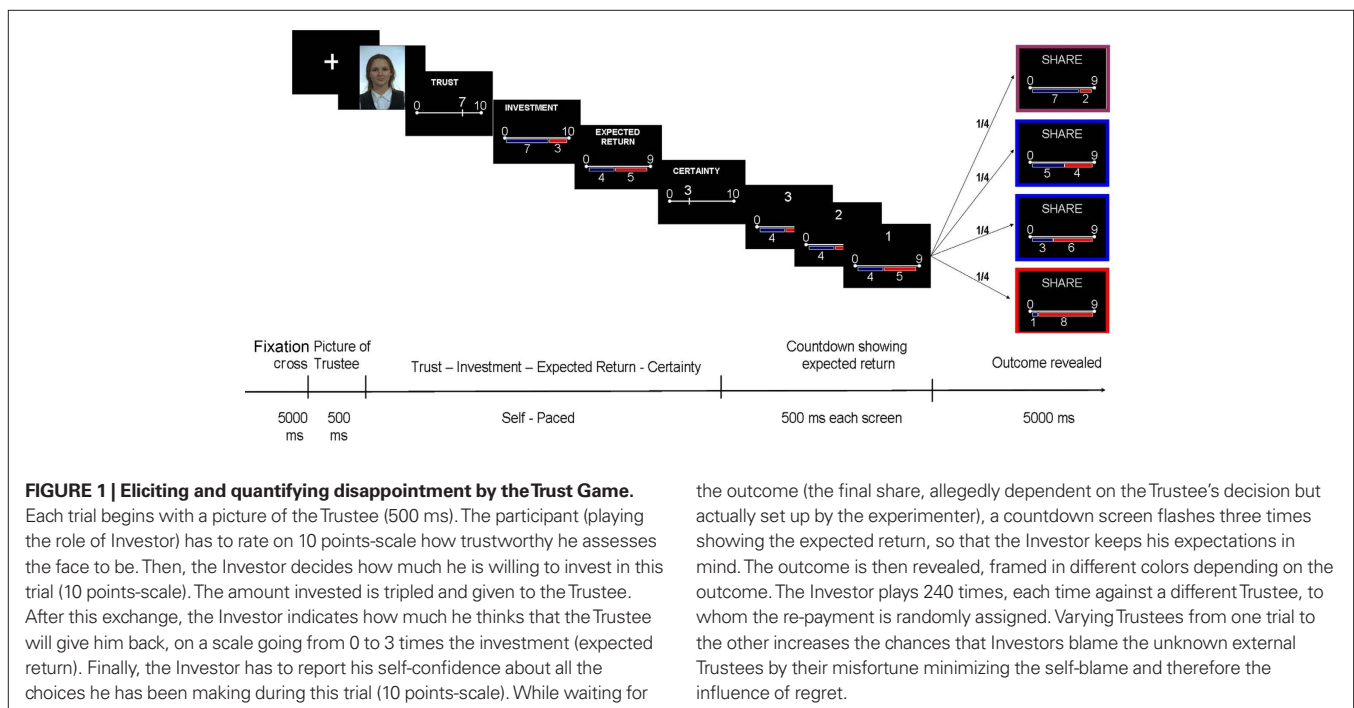 +
TRUST
0 7 10
INVESTMENT
0 10
7 3
EXPECTED
RETURN
0 9
4 5
CERTAINTY
0 3 10
3
0
4
2
0
4
1
0 9
4 5
1/4
1/4
1/4
1/4
SHARE
0 9
7 2
SHARE
0 9
5 4
SHARE
0 9
3 6
SHARE
0 9
1 8
Fixation
cross
Picture of
Trustee
Trust – Investment – Expected Return - Certainty
Countdown showing
expected return
Outcome revealed
5000
ms
500
ms
Self - Paced
500 ms each screen
5000 ms
FIGURE 1 | Eliciting and quantifying disappointment by the Trust Game.
Each trial begins with a picture of the Trustee (500 ms). The participant (playing
the role of Investor) has to rate on 10 points-scale how trustworthy he assesses
the face to be. Then, the Investor decides how much he is willing to invest in this
trial (10 points-scale). The amount invested is tripled and given to the Trustee.
After this exchange, the Investor indicates how much he thinks that the Trustee
will give him back, on a scale going from 0 to 3 times the investment (expected
return). Finally, the Investor has to report his self-confidence about all the
choices he has been making during this trial (10 points-scale). While waiting for
the outcome (the final share, allegedly dependent on the Trustee's decision but
actually set up by the experimenter), a countdown screen flashes three times
showing the expected return, so that the Investor keeps his expectations in
mind. The outcome is then revealed, framed in different colors depending on the
outcome. The Investor plays 240 times, each time against a different Trustee, to
whom the re-payment is randomly assigned. Varying Trustees from one trial to
the other increases the chances that Investors blame the unknown external
Trustees by their misfortune minimizing the self-blame and therefore the
influence of regret.